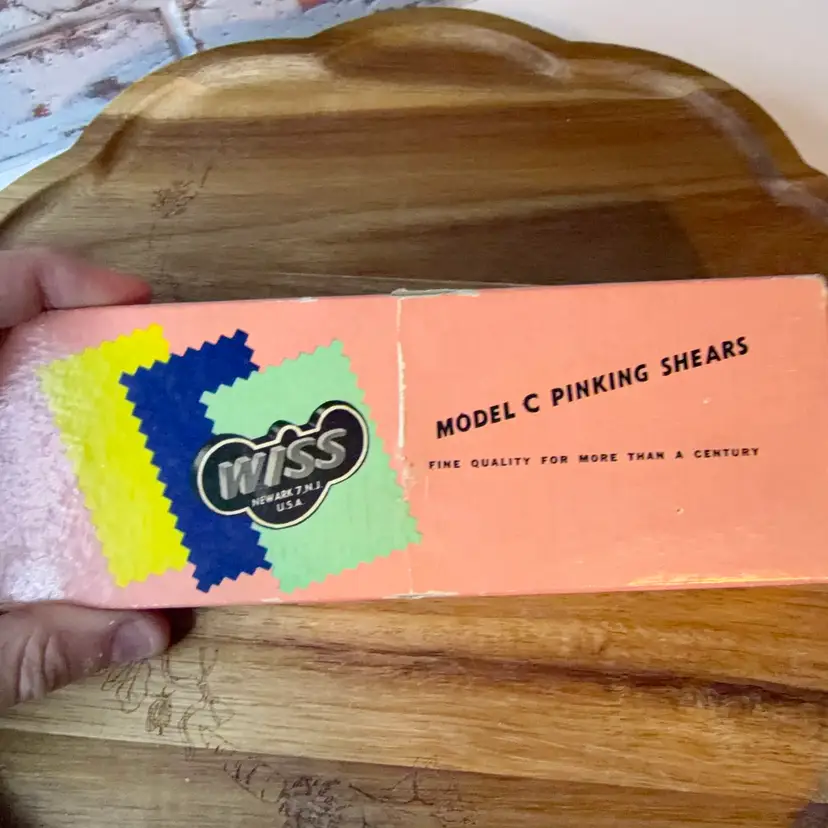 WISS
NEWARK 7, N.J.
U.S.A.
MODEL C PINKING SHEARS
FINE QUALITY FOR MORE THAN A CENTURY